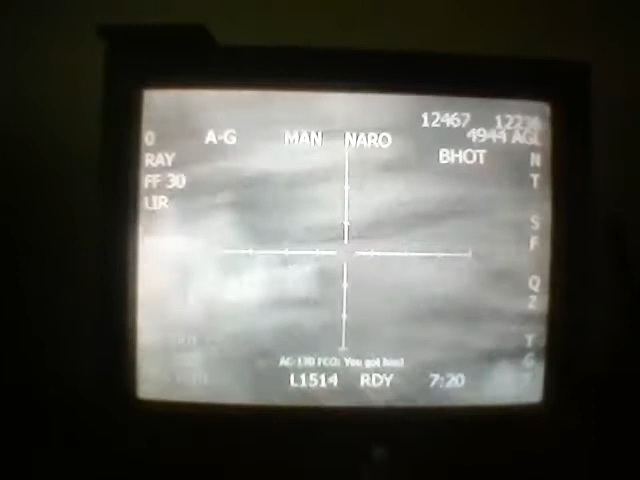 12467 12236
0 A-G MAN NARO 4944 AGL
RAY BHOT N
FF 30 T
LIR
S
F
Q
Z
T
G
AC-130 FCO: You got him!
L1514 RDY 7:20